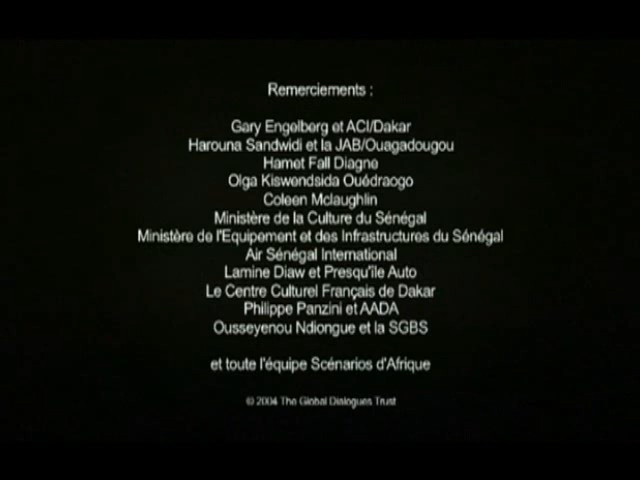 Remerciements :
Gary Engelberg et ACI/Dakar
Harouna Sandwidi et la JAB/Ouagadougou
Hamet Fall Diagne
Olga Kiswendsida Ouédraogo
Coleen Mclaughlin
Ministère de la Culture du Sénégal
Ministère de l'Equipement et des Infrastructures du Sénégal
Air Sénégal International
Lamine Diaw et Presqu'île Auto
Le Centre Culturel Français de Dakar
Philippe Panzini et AADA
Ousseyenou Ndiongue et la SGBS
et toute l'équipe Scénarios d'Afrique
© 2004 The Global Dialogues Trust